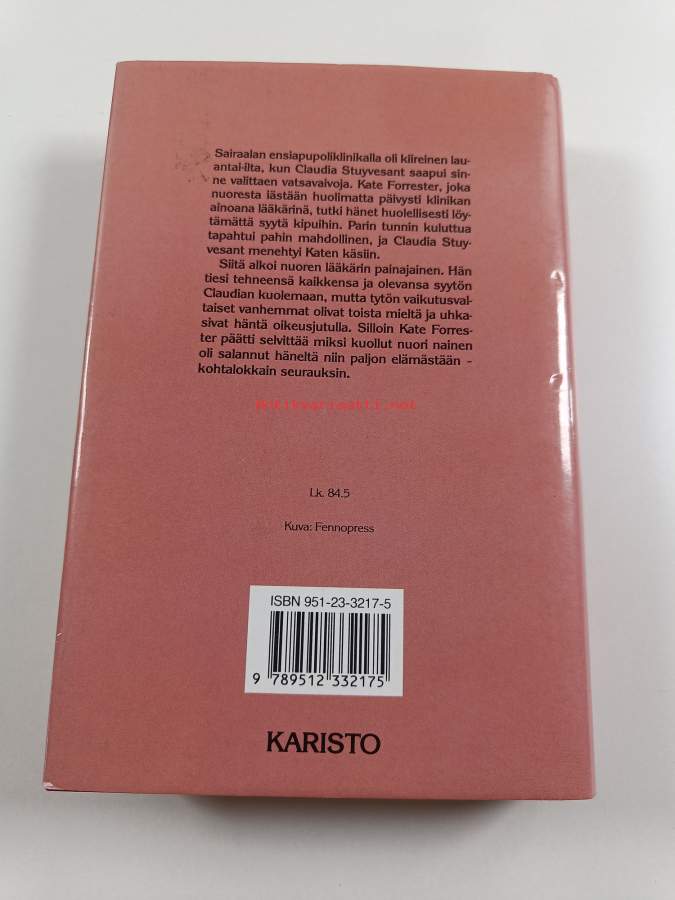 Sairaalan ensiapupoliklinikalla oli kiireinen lau-
antai-ilta, kun Claudia Stuyvesant saapui sin-
ne valittaen vatsavaivoja. Kate Forrester, joka
nuoresta iästään huolimatta päivysti klinikan
ainoana lääkärinä, tutki hänet huolellisesti löy-
tämättä syytä kipuihin. Parin tunnin kuluttua
tapahtui pahin mahdollinen, ja Claudia Stuy-
vesant menehtyi Katen käsiin.
Siitä alkoi nuoren lääkärin painajainen. Hän
tiesi tehneensä kaikkensa ja olevansa syytön
Claudian kuolemaan, mutta tytön vaikutusval-
taiset vanhemmat olivat toista mieltä ja uhka-
sivat häntä oikeusjutulla. Silloin Kate Forres-
ter päätti selvittää miksi kuollut nuori nainen
oli salannut häneltä niin paljon elämästään -
kohtalokkain seurauksin.
Lk. 84.5
Kuva: Fennopress
ISBN 951-23-3217-5
9 789512 332175
KARISTO